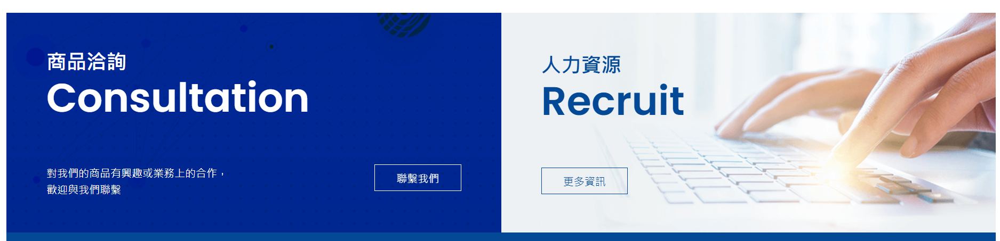 商品洽詢
Consultation
對我們的商品有興趣或業務上的合作，
歡迎與我們聯繫
聯繫我們
人力資源
Recruit
更多資訊